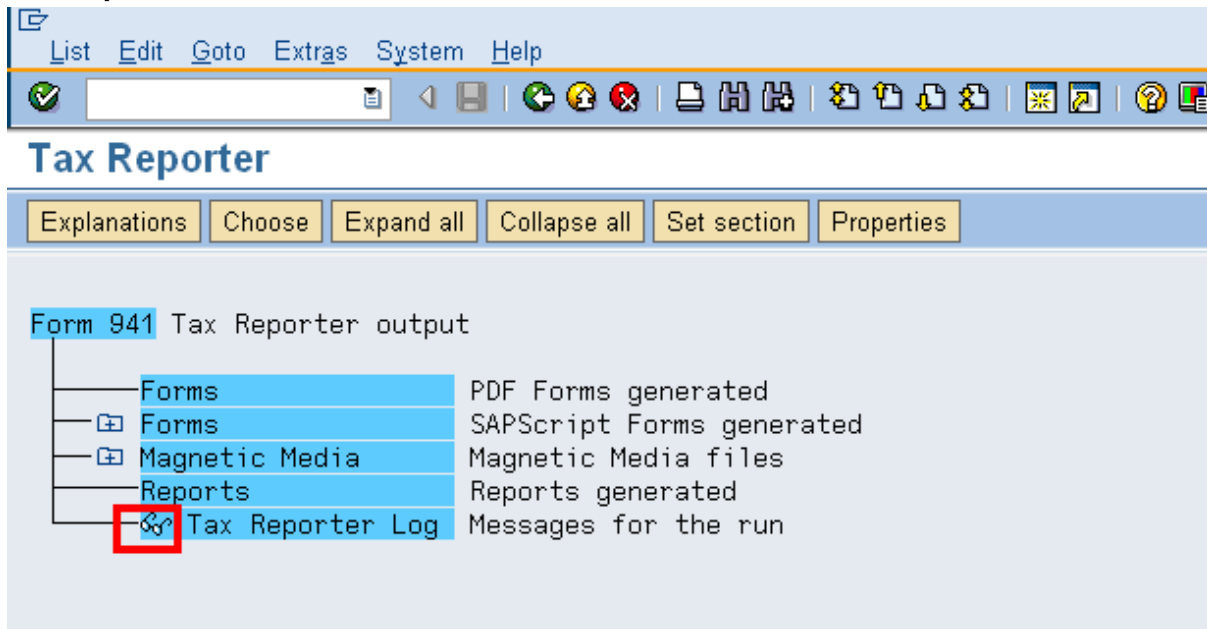 List Edit Goto Extras System Help
Tax Reporter
Explanations Choose Expand all Collapse all Set section Properties
Form 941 Tax Reporter output
Forms PDF Forms generated
Forms SAPScript Forms generated
Magnetic Media Magnetic Media files
Reports Reports generated
Tax Reporter Log Messages for the run